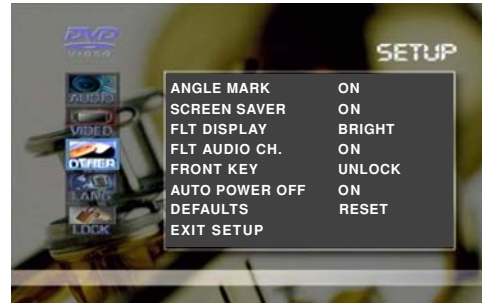 DVD
VIDEO
SETUP
AUDIO
VIDEO
OTHER
LANG
LOCK
ANGLE MARK ON
SCREEN SAVER ON
FLT DISPLAY BRIGHT
FLT AUDIO CH. ON
FRONT KEY UNLOCK
AUTO POWER OFF ON
DEFAULTS RESET
EXIT SETUP